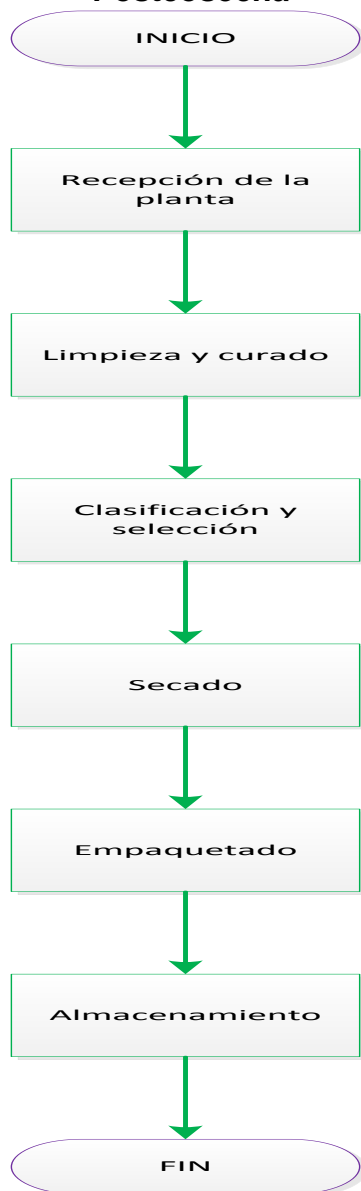 INICIO
Recepción de la
planta
Limpieza y curado
Clasificación y
selección
Secado
Empaquetado
Almacenamiento
FIN